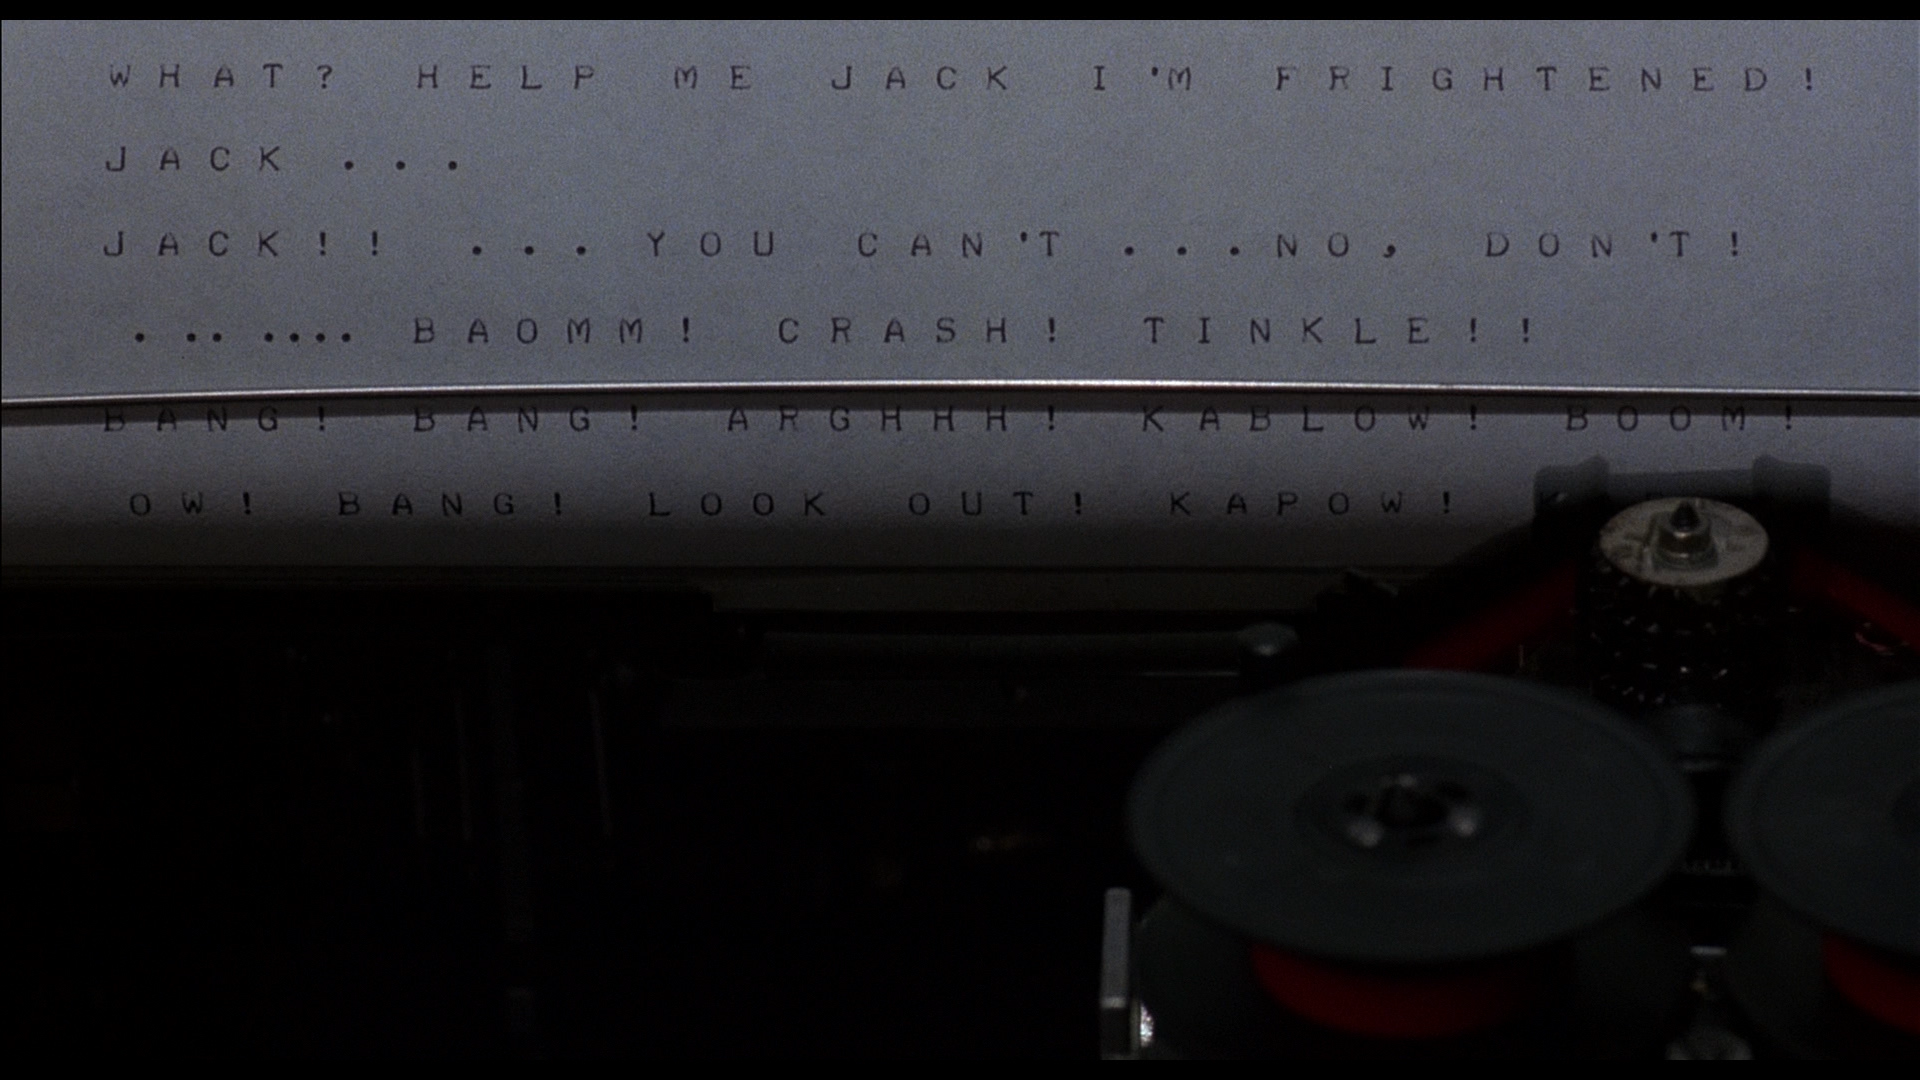 WHAT? HELP ME JACK I'M FRIGHTENED!
JACK ...
JACK!! ... YOU CAN'T ...NO, DON'T!
. .. .... BAOMM! CRASH! TINKLE!!
BANG! BANG! ARGHHH! KABLOW! BOOM!
OW! BANG! LOOK OUT! KAPOW!